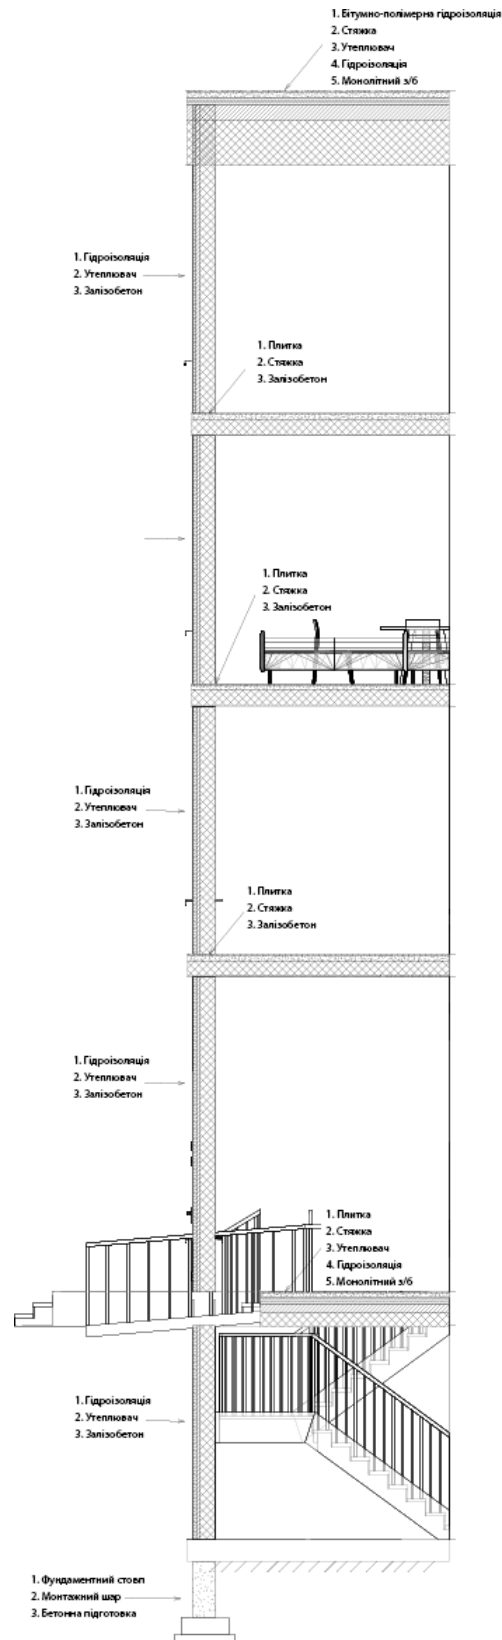 1. Бітумно-полімерна гідроізоляція
2. Стяжка
3. Утеплювач
4. Гідроізоляція
5. Монолітний з/б
1. Гідроізоляція
2. Утеплювач
3. Залізобетон
1. Плитка
2. Стяжка
3. Залізобетон
1. Плитка
2. Стяжка
3. Залізобетон
1. Гідроізоляція
2. Утеплювач
3. Залізобетон
1. Плитка
2. Стяжка
3. Залізобетон
1. Гідроізоляція
2. Утеплювач
3. Залізобетон
1. Плитка
2. Стяжка
3. Утеплювач
4. Гідроізоляція
5. Монолітний з/б
1. Гідроізоляція
2. Утеплювач
3. Залізобетон
1. Фундаментний стовп
2. Монтажний шар
3. Бетонна підготовка